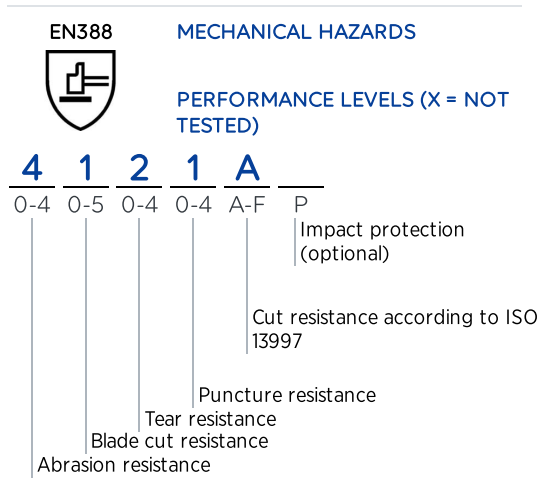 EN388
MECHANICAL HAZARDS
PERFORMANCE LEVELS (X = NOT
TESTED)
4 1 2 1 A
0-4 0-5 0-4 0-4 A-F P
Impact protection
(optional)
Cut resistance according to ISO
13997
Puncture resistance
Tear resistance
Blade cut resistance
Abrasion resistance